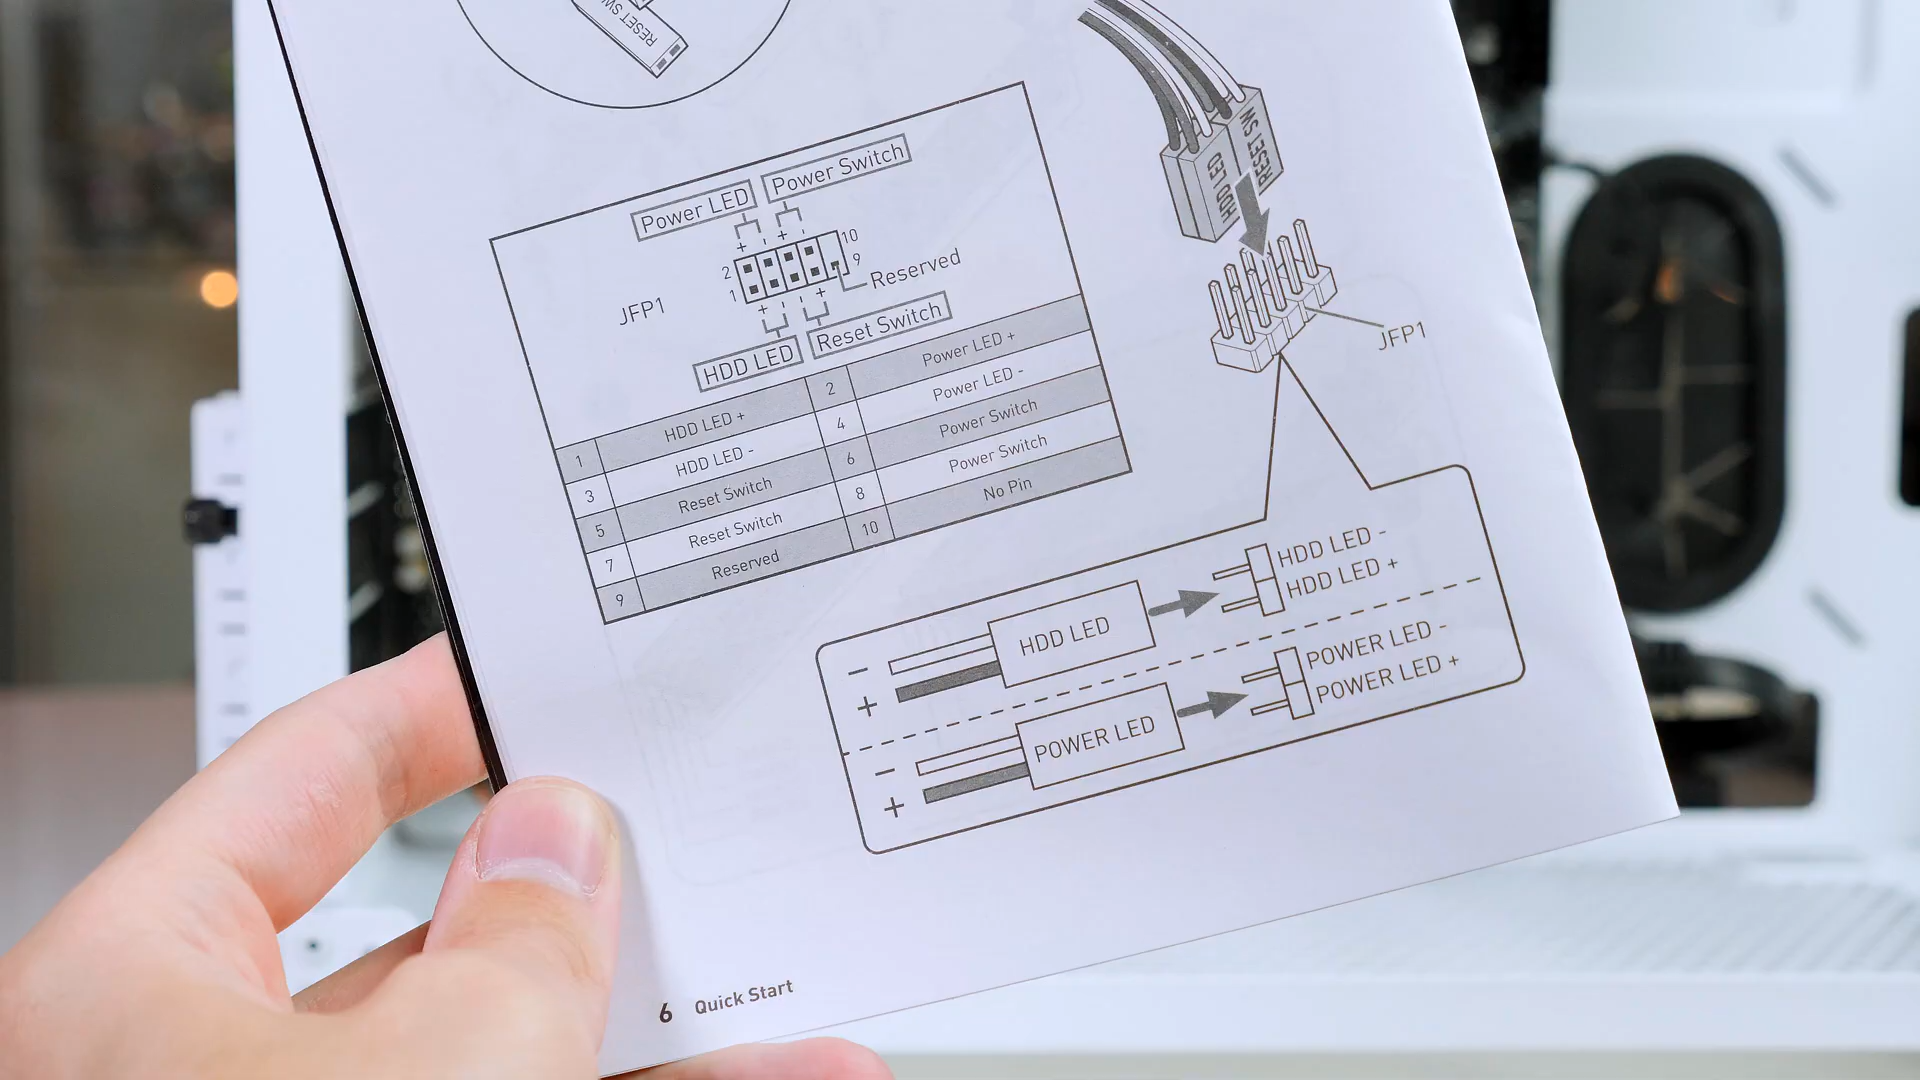 RESET SW
Power LED
Power Switch
+ - + -
2 10
1 9
JFP1
Reserved
+ - - +
HDD LED
Reset Switch
1 HDD LED + 2 Power LED +
3 HDD LED - 4 Power LED -
5 Reset Switch 6 Power Switch
7 Reset Switch 8 Power Switch
9 Reserved 10 No Pin
HDD LED
RESET SW
JFP1
- HDD LED HDD LED -
+ HDD LED +
- POWER LED POWER LED -
+ POWER LED +
6 Quick Start